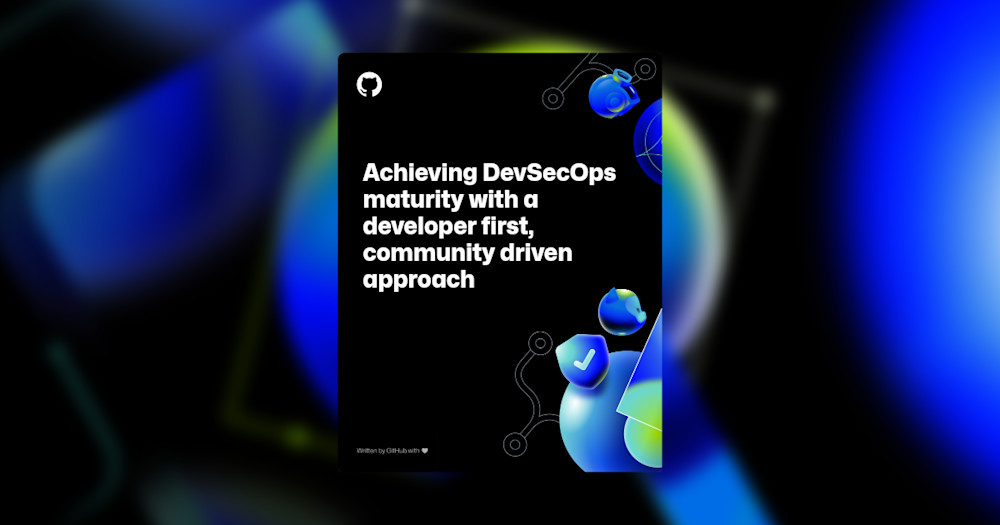 Achieving DevSecOps
maturity with a
developer first,
community driven
approach
Written by GitHub with